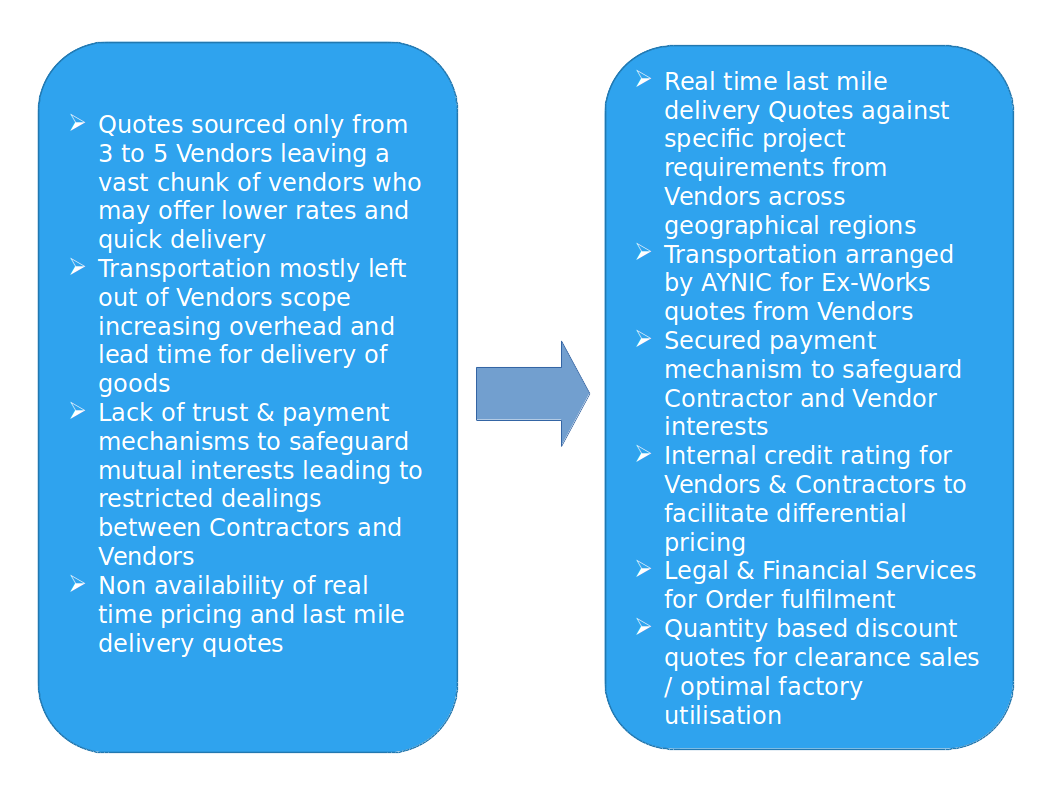 Quotes sourced only from
3 to 5 Vendors leaving a
vast chunk of vendors who
may offer lower rates and
quick delivery
Transportation mostly left
out of Vendors scope
increasing overhead and
lead time for delivery of
goods
Lack of trust & payment
mechanisms to safeguard
mutual interests leading to
restricted dealings
between Contractors and
Vendors
Non availability of real
time pricing and last mile
delivery quotes
Real time last mile
delivery Quotes against
specific project
requirements from
Vendors across
geographical regions
Transportation arranged
by AYNIC for Ex-Works
quotes from Vendors
Secured payment
mechanism to safeguard
Contractor and Vendor
interests
Internal credit rating for
Vendors & Contractors to
facilitate differential
pricing
Legal & Financial Services
for Order fulfilment
Quantity based discount
quotes for clearance sales
/ optimal factory
utilisation